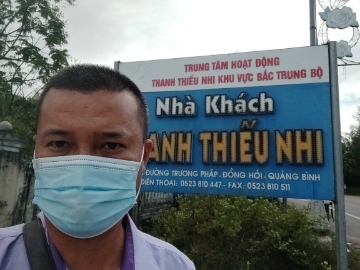 TRUNG TÂM HOẠT ĐỘNG
THANH THIẾU NHI KHU VỰC BẮC TRUNG BỘ
Nhà Khách
ANH THIẾU NHI
ĐƯỜNG TRƯƠNG PHÁP - ĐỒNG HỚI - QUẢNG BÌNH
ĐIỆN THOẠI: 0523 810 447 - FAX: 0523 810 511